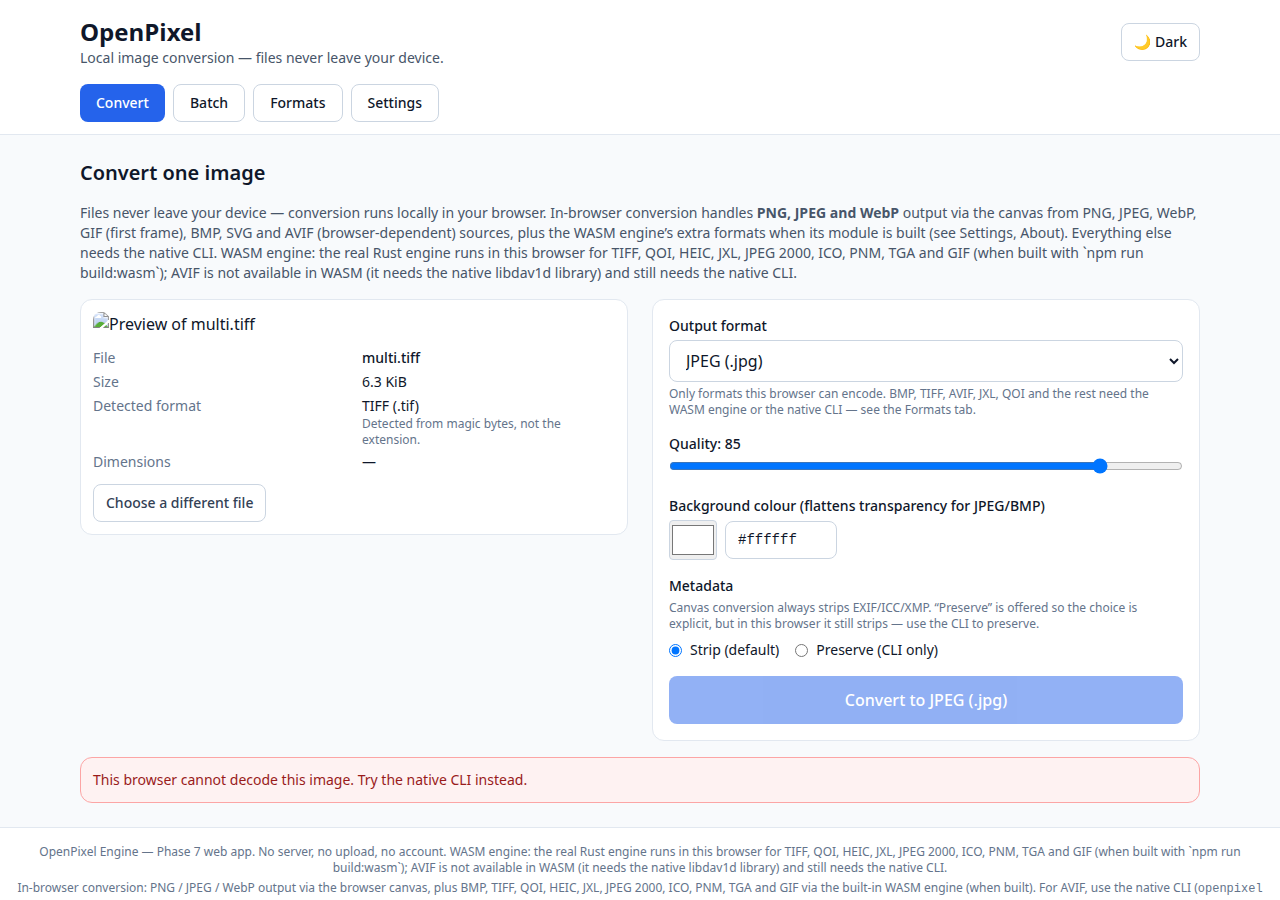 OpenPixel
Local image conversion — files never leave your device.
🌙 Dark
Convert
Batch
Formats
Settings
Convert one image
Files never leave your device — conversion runs locally in your browser. In-browser conversion handles PNG, JPEG and WebP output via the canvas from PNG, JPEG, WebP,
GIF (first frame), BMP, SVG and AVIF (browser-dependent) sources, plus the WASM engine’s extra formats when its module is built (see Settings, About). Everything else
needs the native CLI. WASM engine: the real Rust engine runs in this browser for TIFF, QOI, HEIC, JXL, JPEG 2000, ICO, PNM, TGA and GIF (when built with `npm run
build:wasm`); AVIF is not available in WASM (it needs the native libdav1d library) and still needs the native CLI.
Preview of multi.tiff
File
multi.tiff
Size
6.3 KiB
Detected format
TIFF (.tif)
Detected from magic bytes, not the
extension.
Dimensions
—
Choose a different file
Output format
JPEG (.jpg)
Only formats this browser can encode. BMP, TIFF, AVIF, JXL, QOI and the rest need the
WASM engine or the native CLI — see the Formats tab.
Quality: 85
Background colour (flattens transparency for JPEG/BMP)
#ffffff
Metadata
Canvas conversion always strips EXIF/ICC/XMP. “Preserve” is offered so the choice is
explicit, but in this browser it still strips — use the CLI to preserve.
Strip (default)
Preserve (CLI only)
Convert to JPEG (.jpg)
This browser cannot decode this image. Try the native CLI instead.
OpenPixel Engine — Phase 7 web app. No server, no upload, no account. WASM engine: the real Rust engine runs in this browser for TIFF, QOI, HEIC, JXL, JPEG 2000, ICO, PNM, TGA and GIF (when built with `npm run
build:wasm`); AVIF is not available in WASM (it needs the native libdav1d library) and still needs the native CLI.
In-browser conversion: PNG / JPEG / WebP output via the browser canvas, plus BMP, TIFF, QOI, HEIC, JXL, JPEG 2000, ICO, PNM, TGA and GIF via the built-in WASM engine (when built). For AVIF, use the native CLI (openpixel